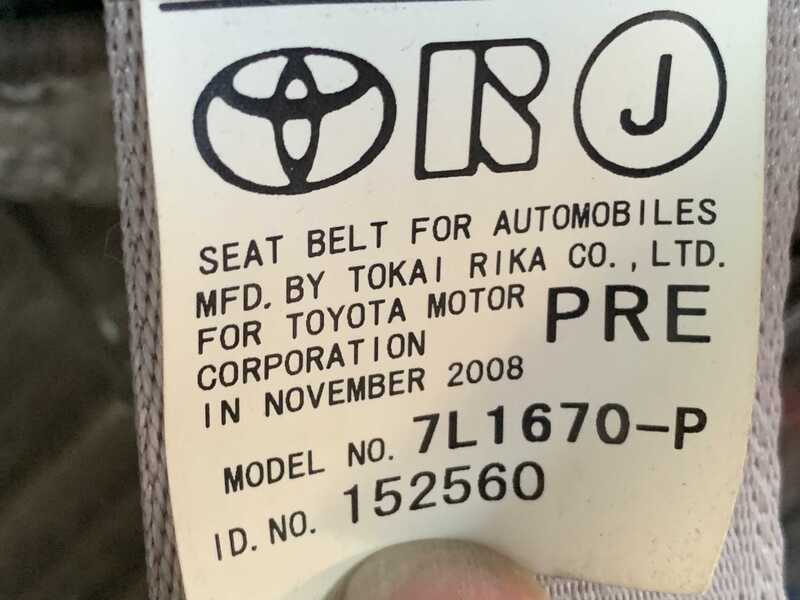 R J
SEAT BELT FOR AUTOMOBILES
MFD. BY TOKAI RIKA CO., LTD.
FOR TOYOTA MOTOR PRE
CORPORATION
IN NOVEMBER 2008
MODEL NO. 7L1670-P
ID. NO. 152560